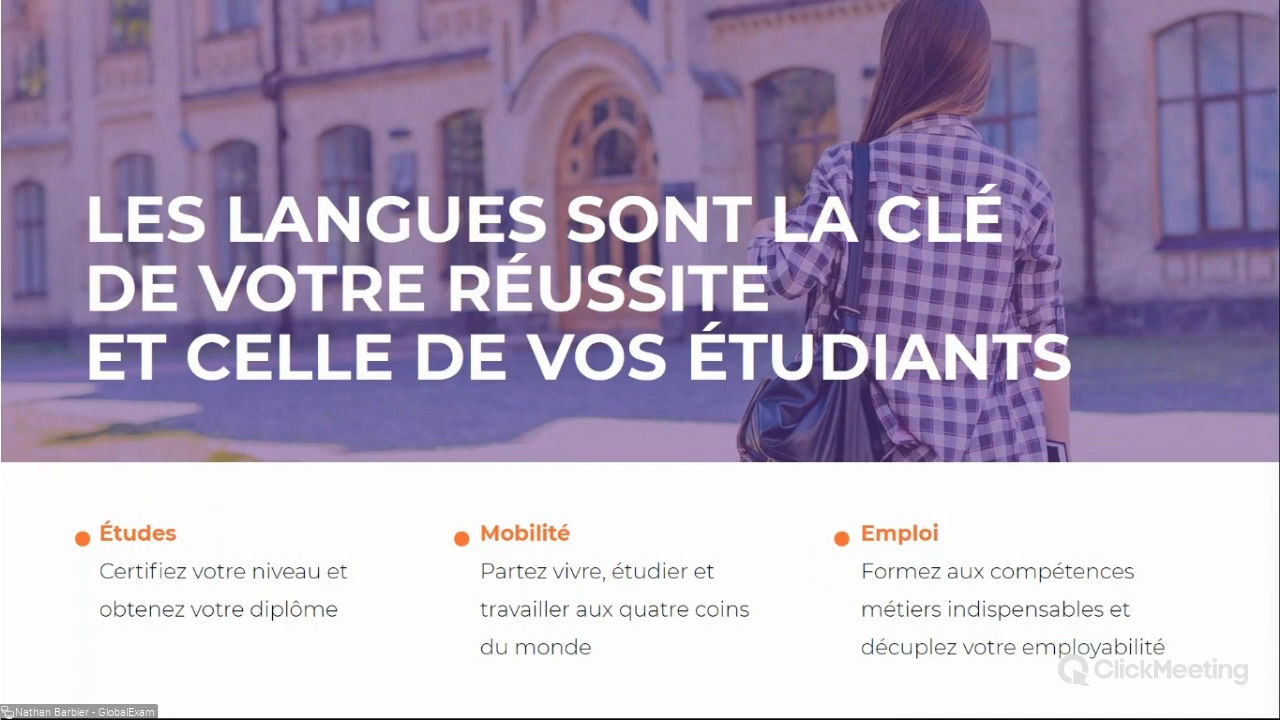 LES LANGUES SONT LA CLÉ
DE VOTRE RÉUSSITE
ET CELLE DE VOS ÉTUDIANTS
Études
Certifiez votre niveau et
obtenez votre diplôme
Mobilité
Partez vivre, étudier et
travailler aux quatre coins
du monde
Emploi
Formez aux compétences
métiers indispensables et
décuplez votre employabilité
ClickMeeting
Nathan Barbier - GlobalExam